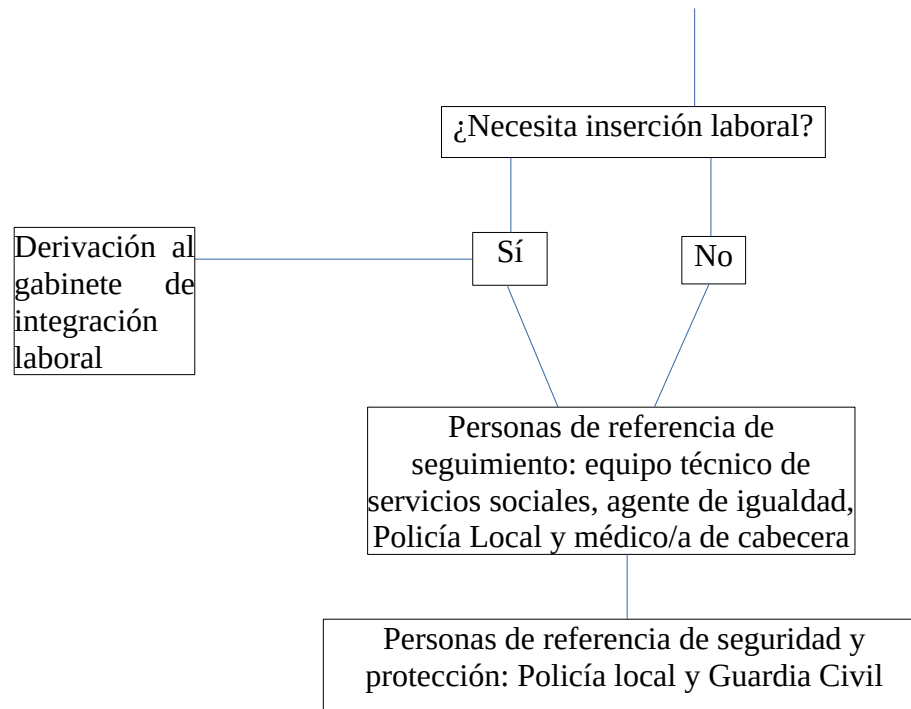 ¿Necesita inserción laboral?
Sí
No
Derivación al
gabinete de
integración
laboral
Personas de referencia de
seguimiento: equipo técnico de
servicios sociales, agente de igualdad,
Policía Local y médico/a de cabecera
Personas de referencia de seguridad y
protección: Policía local y Guardia Civil